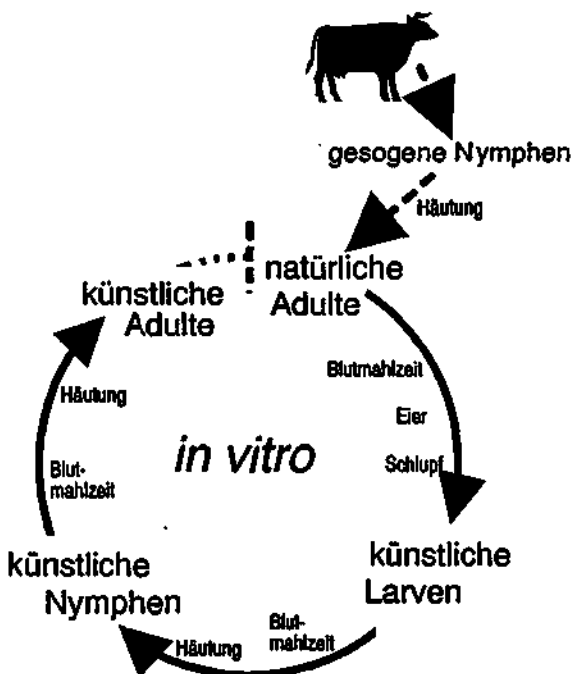 gesogene Nymphen
Häutung
natürliche
Adulte
künstliche
Adulte
Blutmahlzeit
Eier
Schlupf
Häutung
in vitro
Blut-
mahlzeit
künstliche
Larven
künstliche
Nymphen
Blut-
mahlzeit
Häutung